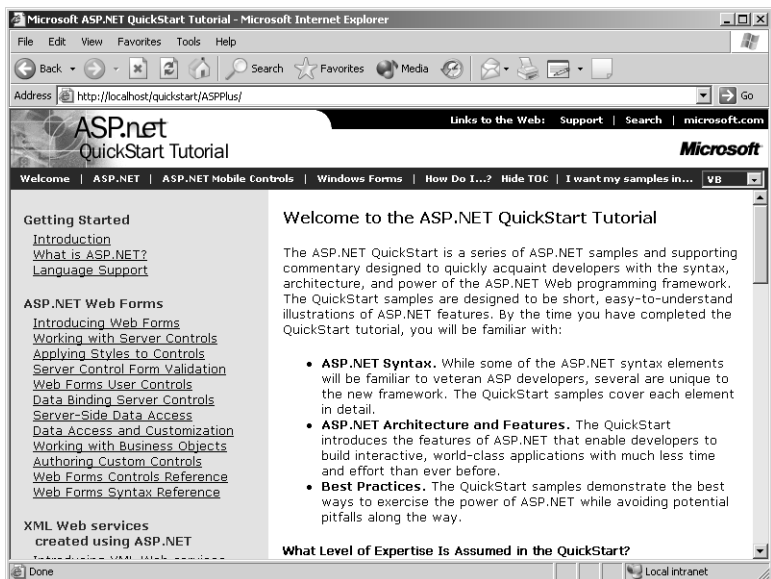 Microsoft ASP.NET QuickStart Tutorial - Microsoft Internet Explorer
File Edit View Favorites Tools Help
Back Search Favorites Media
Address http://localhost/quickstart/ASPPlus/ Go
ASP.net
QuickStart Tutorial
Links to the Web: Support | Search | microsoft.com
Microsoft
Welcome | ASP.NET | ASP.NET Mobile Controls | Windows Forms | How Do I...? Hide TOC | I want my samples in... VB
Getting Started
Introduction
What is ASP.NET?
Language Support
ASP.NET Web Forms
Introducing Web Forms
Working with Server Controls
Applying Styles to Controls
Server Control Form Validation
Web Forms User Controls
Data Binding Server Controls
Server-Side Data Access
Data Access and Customization
Working with Business Objects
Authoring Custom Controls
Web Forms Controls Reference
Web Forms Syntax Reference
XML Web services
created using ASP.NET
Introducing XML Web services
Welcome to the ASP.NET QuickStart Tutorial
The ASP.NET QuickStart is a series of ASP.NET samples and supporting
commentary designed to quickly acquaint developers with the syntax,
architecture, and power of the ASP.NET Web programming framework.
The QuickStart samples are designed to be short, easy-to-understand
illustrations of ASP.NET features. By the time you have completed the
QuickStart tutorial, you will be familiar with:
• ASP.NET Syntax. While some of the ASP.NET syntax elements
will be familiar to veteran ASP developers, several are unique to
the new framework. The QuickStart samples cover each element
in detail.
• ASP.NET Architecture and Features. The QuickStart
introduces the features of ASP.NET that enable developers to
build interactive, world-class applications with much less time
and effort than ever before.
• Best Practices. The QuickStart samples demonstrate the best
ways to exercise the power of ASP.NET while avoiding potential
pitfalls along the way.
What Level of Expertise Is Assumed in the QuickStart?
Done Local intranet